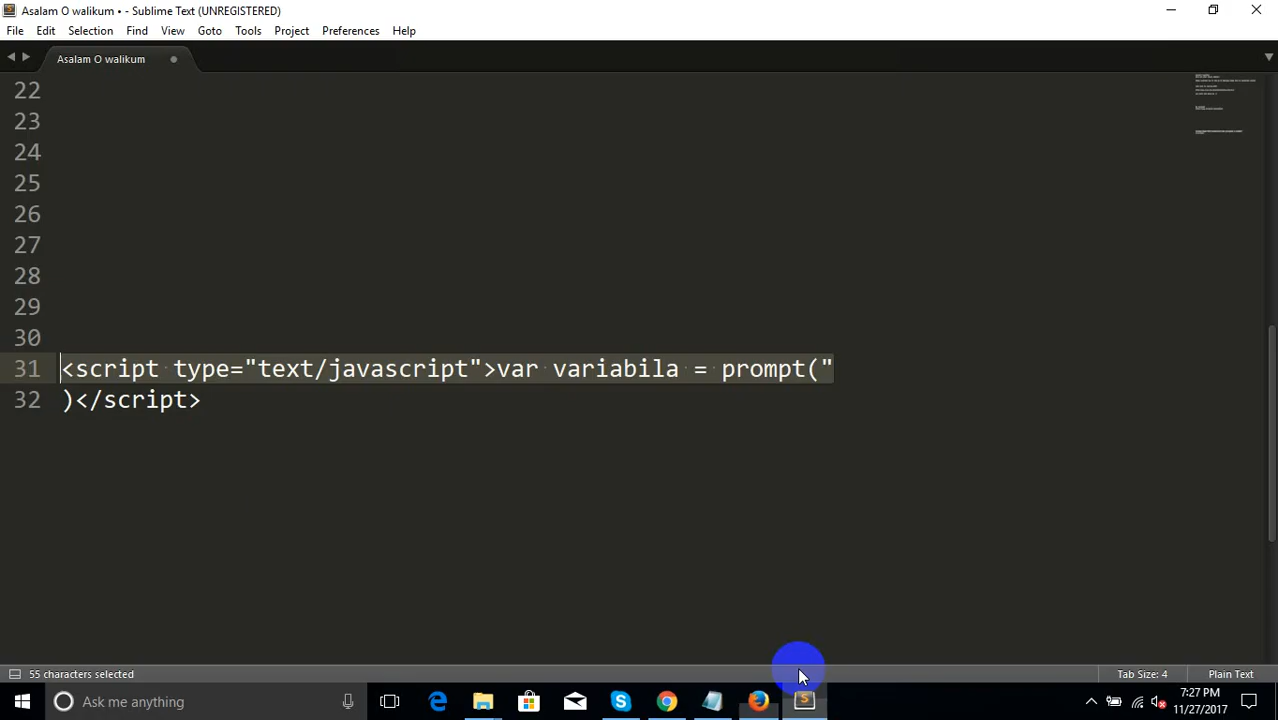 Asalam O walikum • - Sublime Text (UNREGISTERED)
File Edit Selection Find View Goto Tools Project Preferences Help
Asalam O walikum
22
23
24
25
26
27
28
29
30
31 <script type="text/javascript">var variabila = prompt("
32 )</script>
55 characters selected Tab Size: 4 Plain Text
Ask me anything
7:27 PM
11/27/2017